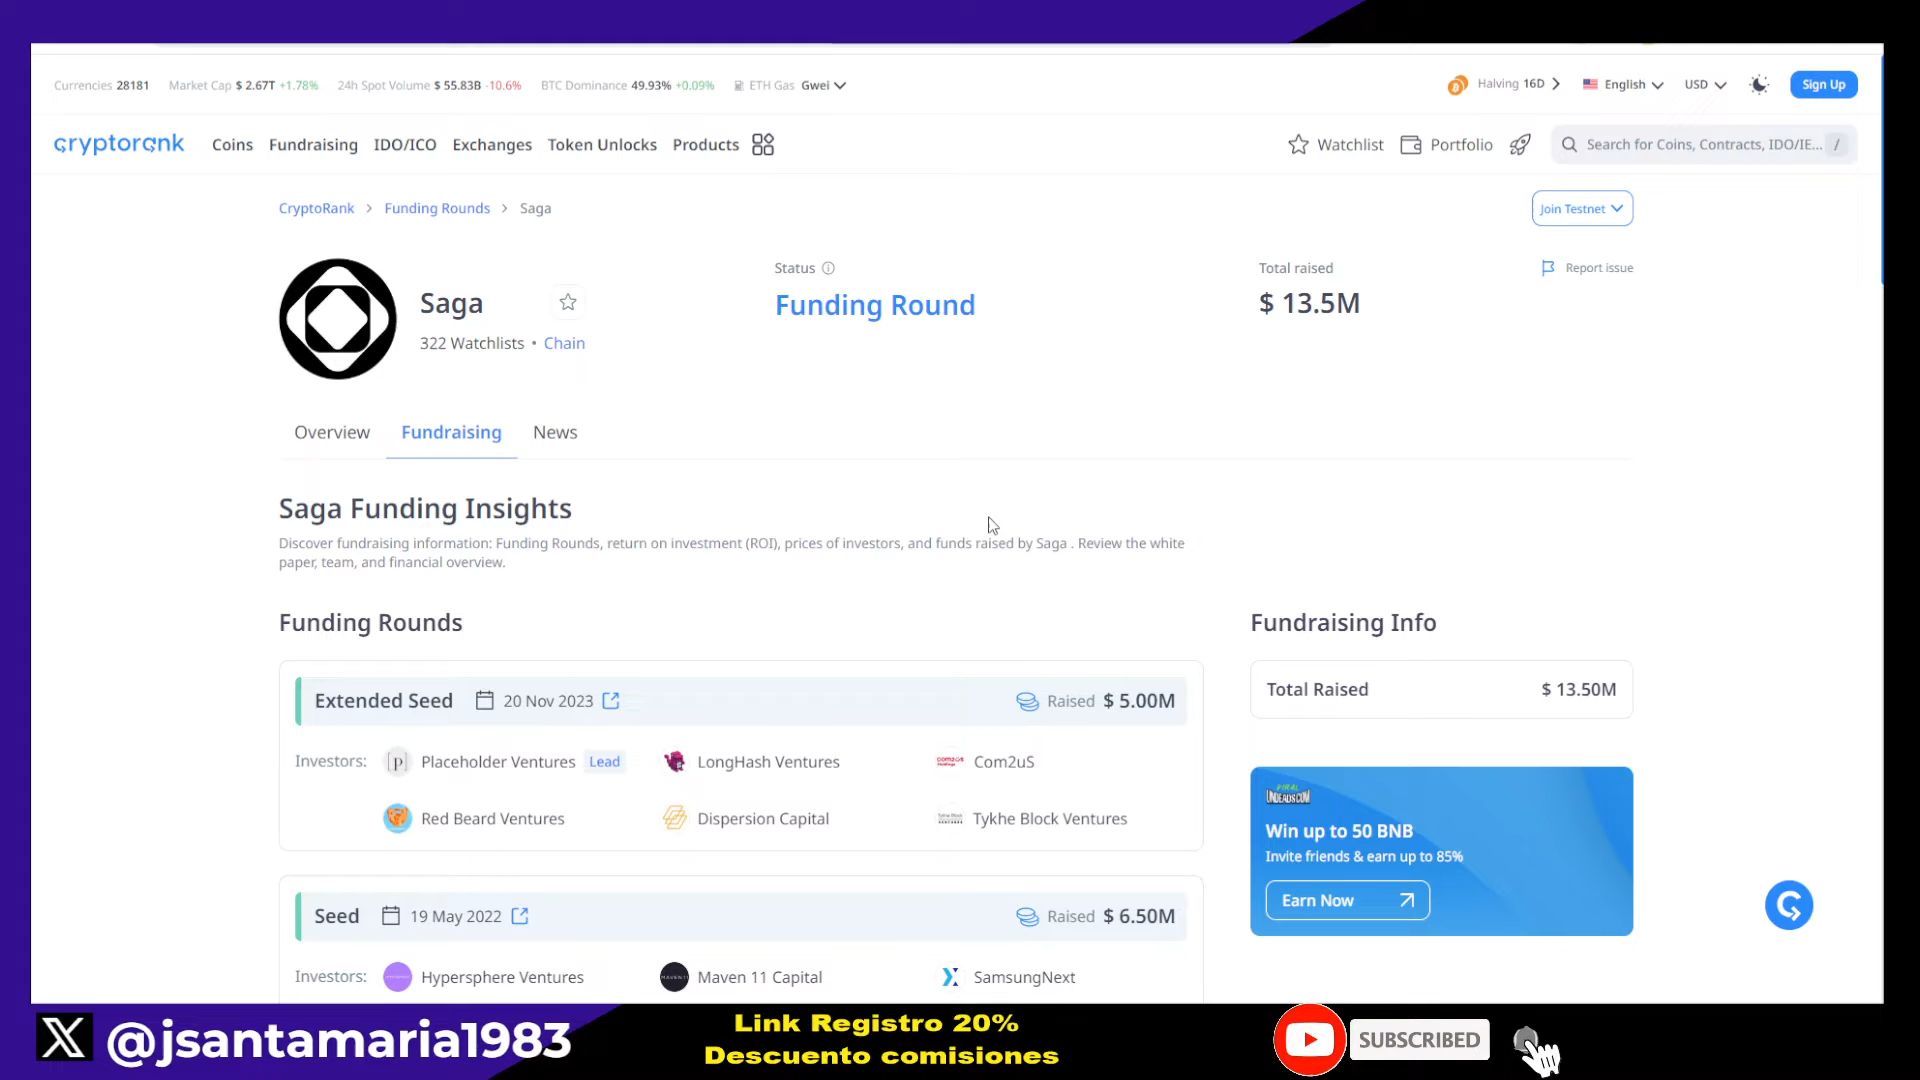 Currencies 28181 Market Cap $ 2.67T +1.78% 24h Spot Volume $ 55.83B -10.6% BTC Dominance 49.93% +0.09% ETH Gas Gwei
Halving 16D English USD Sign Up
cryptorank Coins Fundraising IDO/ICO Exchanges Token Unlocks Products
Watchlist Portfolio Search for Coins, Contracts, IDO/IE... /
CryptoRank > Funding Rounds > Saga
Join Testnet
Saga
322 Watchlists • Chain
Status
Funding Round
Total raised
$ 13.5M
Report issue
Overview Fundraising News
Saga Funding Insights
Discover fundraising information: Funding Rounds, return on investment (ROI), prices of investors, and funds raised by Saga . Review the white
paper, team, and financial overview.
Funding Rounds
Extended Seed 20 Nov 2023 Raised $ 5.00M
Investors: Placeholder Ventures Lead LongHash Ventures Com2uS
Red Beard Ventures Dispersion Capital Tykhe Block Ventures
Seed 19 May 2022 Raised $ 6.50M
Investors: Hypersphere Ventures Maven 11 Capital SamsungNext
Fundraising Info
Total Raised $ 13.50M
Win up to 50 BNB
Invite friends & earn up to 85%
Earn Now
@jsantamaria1983
Link Registro 20%
Descuento comisiones
SUBSCRIBED